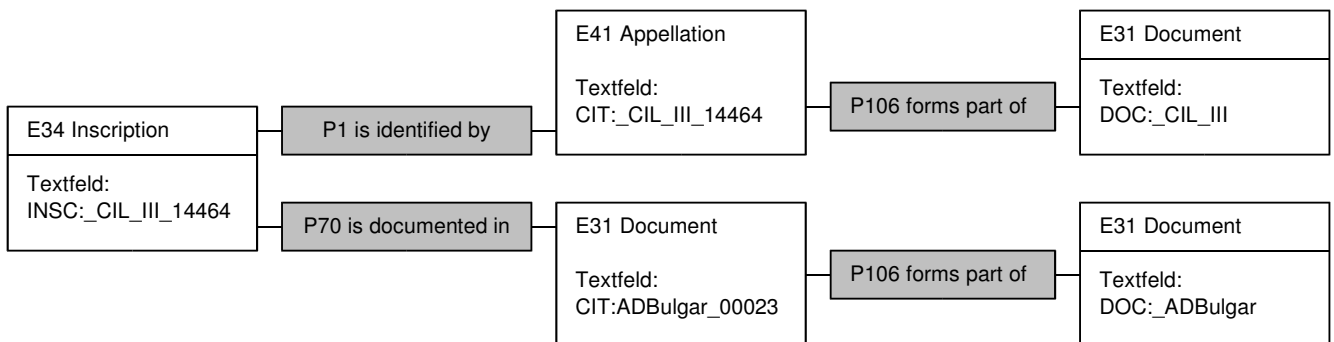 E34 Inscription
Textfeld:
INSC:_CIL_III_14464
P1 is identified by
E41 Appellation
Textfeld:
CIT:_CIL_III_14464
P106 forms part of
E31 Document
Textfeld:
DOC:_CIL_III
P70 is documented in
E31 Document
Textfeld:
CIT:ADBulgar_00023
P106 forms part of
E31 Document
Textfeld:
DOC:_ADBulgar